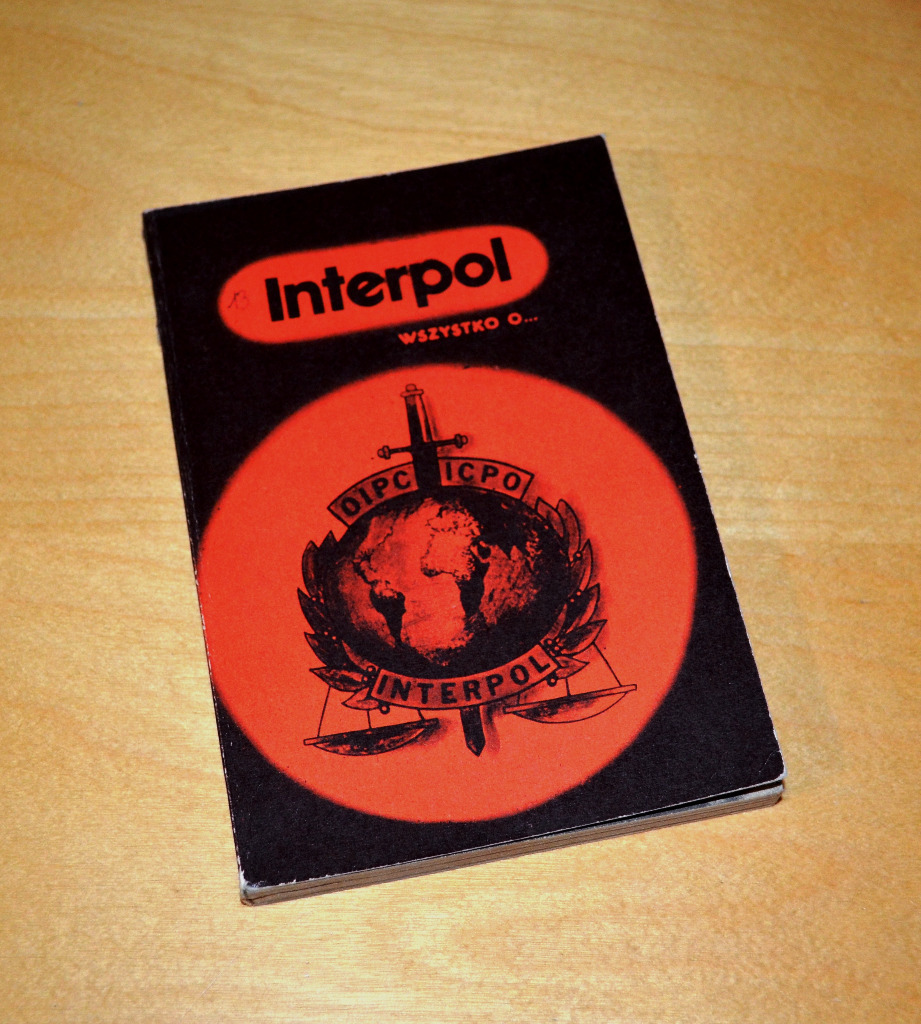 Interpol
WSZYSTKO O...
OIPC ICPO
INTERPOL